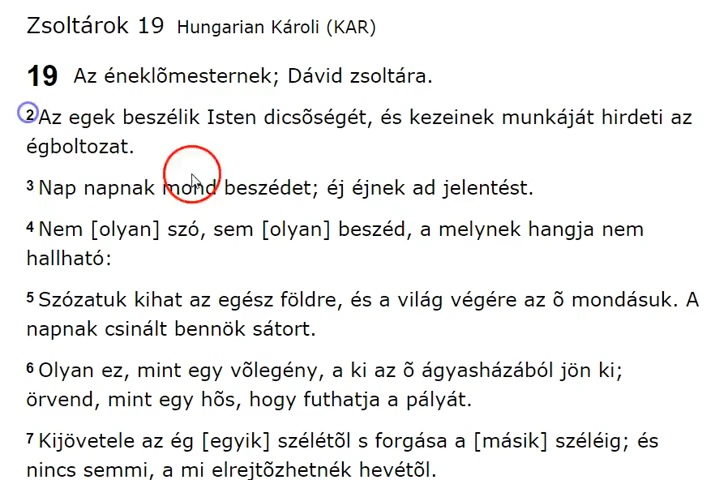 Zsoltárok 19 Hungarian Károli (KAR)
19 Az éneklõmesternek; Dávid zsoltára.
2 Az egek beszélik Isten dicsõségét, és kezeinek munkáját hirdeti az
égboltozat.
3 Nap napnak mond beszédet; éj éjnek ad jelentést.
4 Nem [olyan] szó, sem [olyan] beszéd, a melynek hangja nem
hallható:
5 Szózatuk kihat az egész földre, és a világ végére az õ mondásuk. A
napnak csinált bennök sátort.
6 Olyan ez, mint egy võlegény, a ki az õ ágyasházából jön ki;
örvend, mint egy hõs, hogy futhatja a pályát.
7 Kijövetele az ég [egyik] szélétõl s forgása a [másik] széléig; és
nincs semmi, a mi elrejtõzhetnék hevétõl.